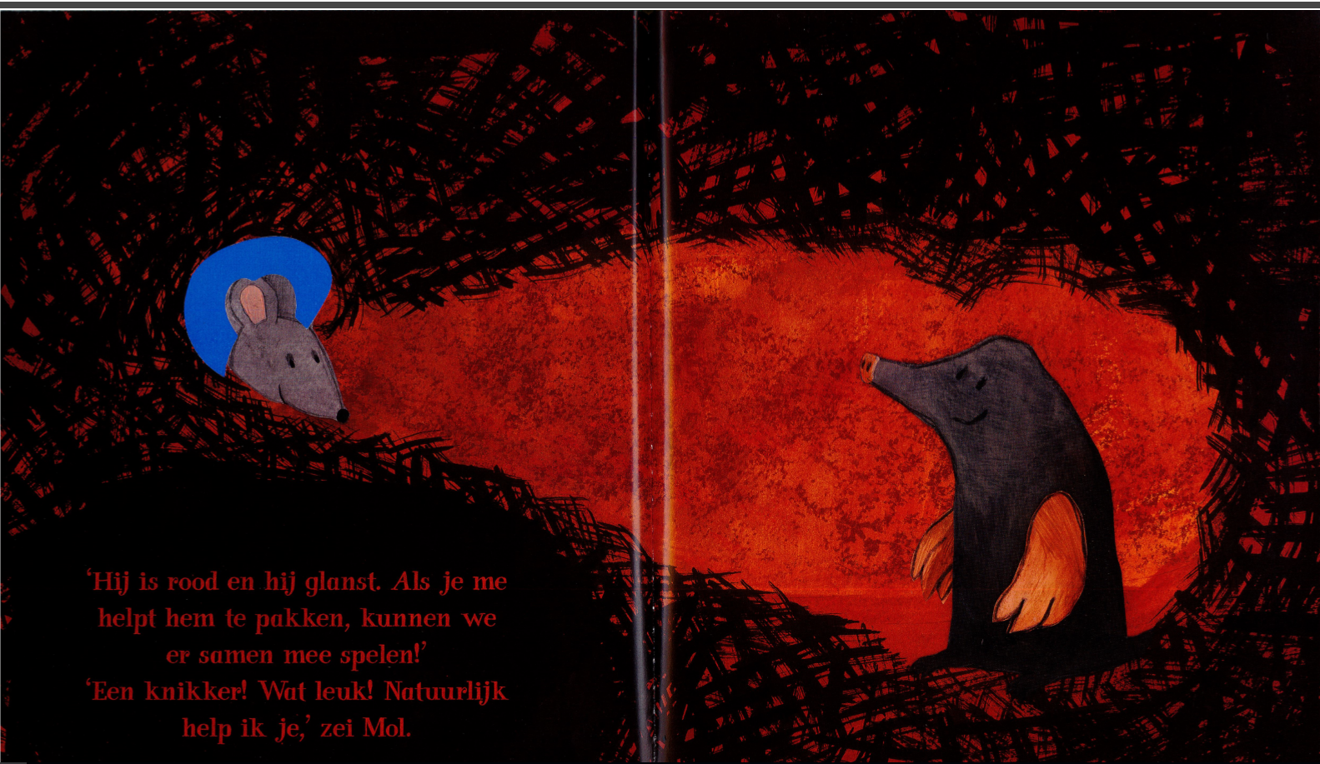 ‘Hij is rood en hij glanst. Als je me
helpt hem te pakken, kunnen we
er samen mee spelen!’
‘Een knikker! Wat leuk! Natuurlijk
help ik je,’ zei Mol.